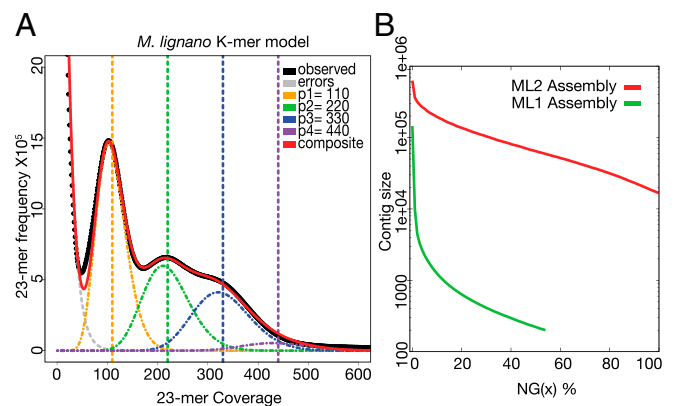 A
M. lignano K-mer model
20
15
10
5
0
23-mer frequency X10⁵
observed
errors
p1= 110
p2= 220
p3= 330
p4= 440
composite
0 100 200 300 400 500 600
23-mer Coverage
B
1e+06
1e+05
1e+04
1000
100
Contig size
ML2 Assembly
ML1 Assembly
0 20 40 60 80 100
NG(x) %